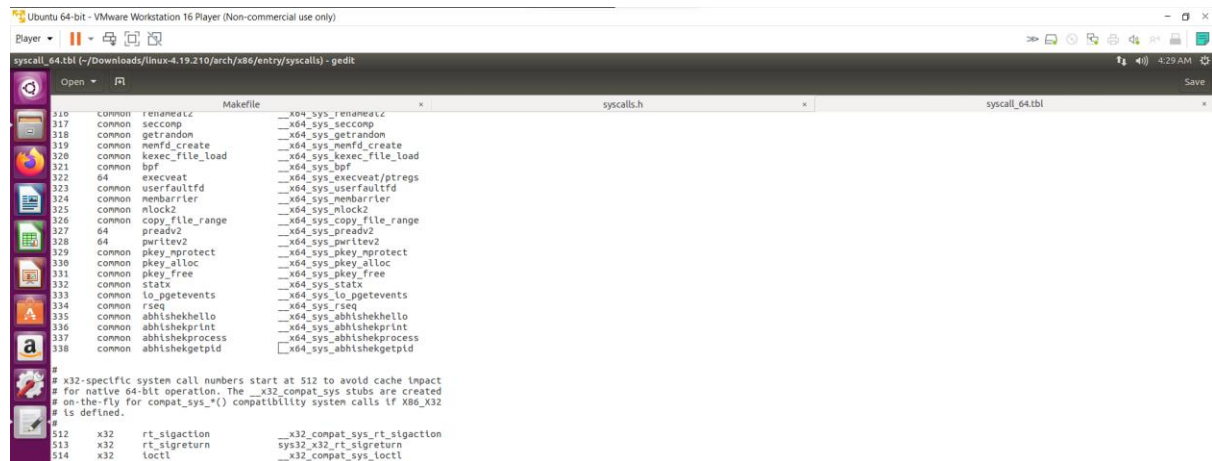 Ubuntu 64-bit - VMware Workstation 16 Player (Non-commercial use only)
Player
syscall_64.tbl (~/Downloads/linux-4.19.210/arch/x86/entry/syscalls) - gedit 4:29 AM
Open Save
Makefile syscalls.h syscall_64.tbl
316 common renameat2 __x64_sys_renameat2
317 common seccomp __x64_sys_seccomp
318 common getrandom __x64_sys_getrandom
319 common memfd_create __x64_sys_memfd_create
320 common kexec_file_load __x64_sys_kexec_file_load
321 common bpf __x64_sys_bpf
322 64 execveat __x64_sys_execveat/ptregs
323 common userfaultfd __x64_sys_userfaultfd
324 common membarrier __x64_sys_membarrier
325 common mlock2 __x64_sys_mlock2
326 common copy_file_range __x64_sys_copy_file_range
327 64 preadv2 __x64_sys_preadv2
328 64 pwritev2 __x64_sys_pwritev2
329 common pkey_mprotect __x64_sys_pkey_mprotect
330 common pkey_alloc __x64_sys_pkey_alloc
331 common pkey_free __x64_sys_pkey_free
332 common statx __x64_sys_statx
333 common io_pgetevents __x64_sys_io_pgetevents
334 common rseq __x64_sys_rseq
335 common abhishekhello __x64_sys_abhishekhello
336 common abhishekprint __x64_sys_abhishekprint
337 common abhishekprocess __x64_sys_abhishekprocess
338 common abhishekgetpid __x64_sys_abhishekgetpid
#
# x32-specific system call numbers start at 512 to avoid cache impact
# for native 64-bit operation. The __x32_compat_sys stubs are created
# on-the-fly for compat_sys_*() compatibility system calls if X86_X32
# is defined.
#
512 x32 rt_sigaction __x32_compat_sys_rt_sigaction
513 x32 rt_sigreturn sys32_x32_rt_sigreturn
514 x32 ioctl __x32_compat_sys_ioctl